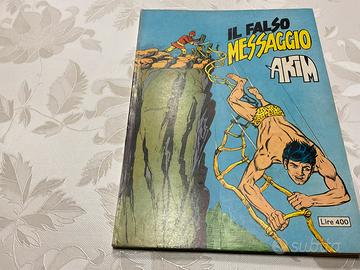 IL FALSO
MESSAGGIO
AKIM
Lire 400
subito